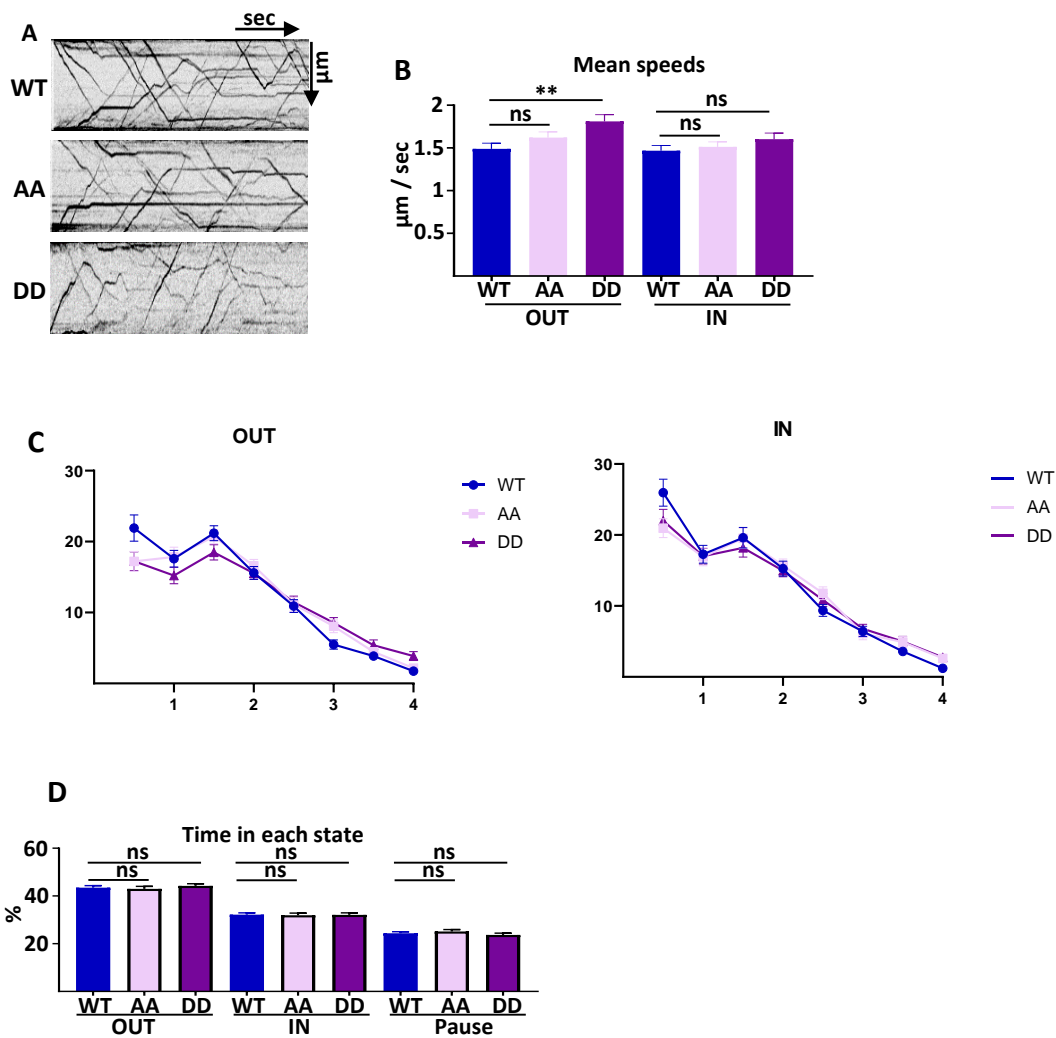 A
sec
µm
WT
AA
DD
B
Mean speeds
µm / sec
2
1.5
1
0.5
**
ns
ns
ns
WT AA DD WT AA DD
OUT IN
C
OUT
30
20
10
1 2 3 4
WT
AA
DD
IN
30
20
10
1 2 3 4
WT
AA
DD
D
Time in each state
%
60
40
20
ns ns ns
ns ns ns
WT AA DD WT AA DD WT AA DD
OUT IN Pause